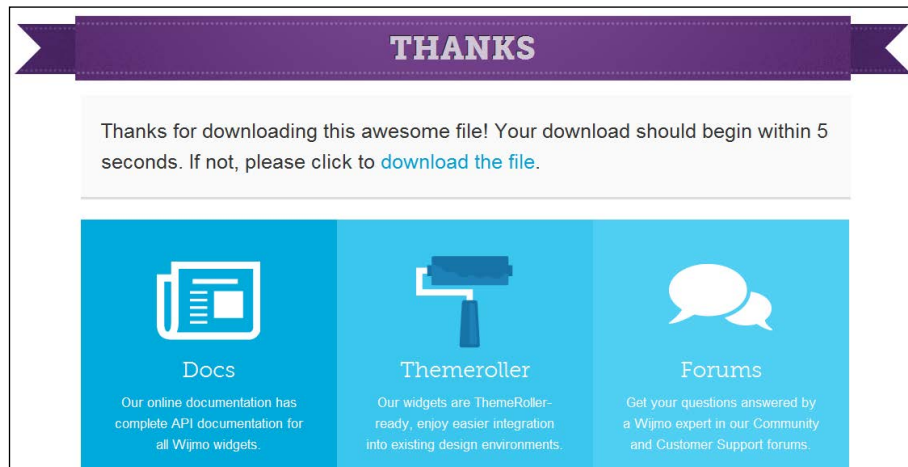 THANKS
Thanks for downloading this awesome file! Your download should begin within 5
seconds. If not, please click to download the file.
Docs
Our online documentation has
complete API documentation for
all Wijmo widgets.
Themeroller
Our widgets are ThemeRoller-
ready, enjoy easier integration
into existing design environments.
Forums
Get your questions answered by
a Wijmo expert in our Community
and Customer Support forums.